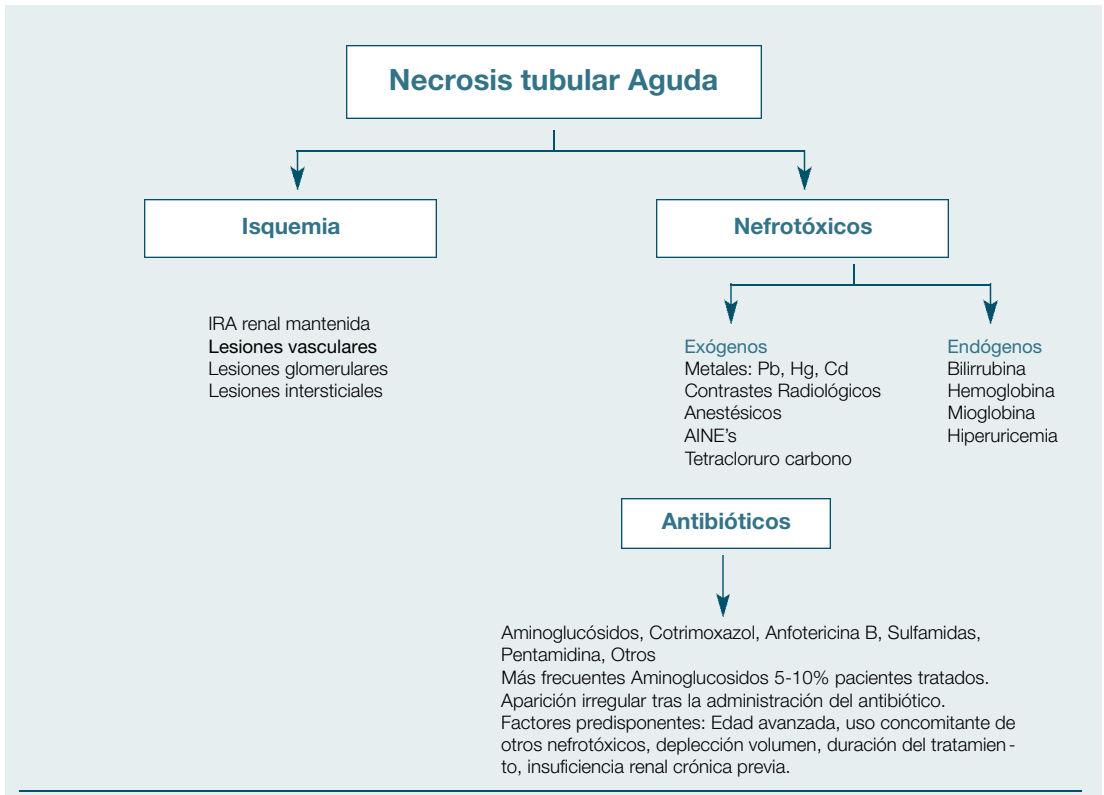 Necrosis tubular Aguda
Isquemia
Nefrotóxicos
IRA renal mantenida
Lesiones vasculares
Lesiones glomerulares
Lesiones intersticiales
Exógenos
Metales: Pb, Hg, Cd
Contrastes Radiológicos
Anestésicos
AINE's
Tetracloruro carbono
Endógenos
Bilirrubina
Hemoglobina
Mioglobina
Hiperuricemia
Antibióticos
Aminoglucósidos, Cotrimoxazol, Anfotericina B, Sulfamidas,
Pentamidina, Otros
Más frecuentes Aminoglucosidos 5-10% pacientes tratados.
Aparición irregular tras la administración del antibiótico.
Factores predisponentes: Edad avanzada, uso concomitante de
otros nefrotóxicos, deplección volumen, duración del tratamien-
to, insuficiencia renal crónica previa.